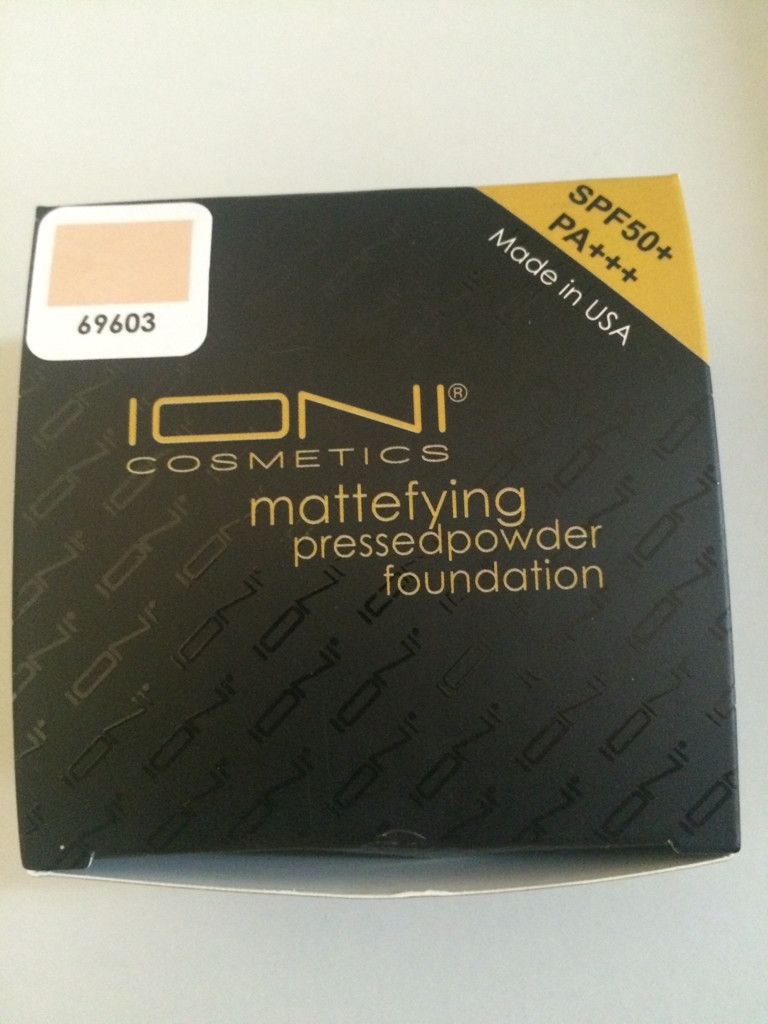 69603
SPF50+
PA+++
Made in USA
IONI®
COSMETICS
mattefying
pressedpowder
foundation